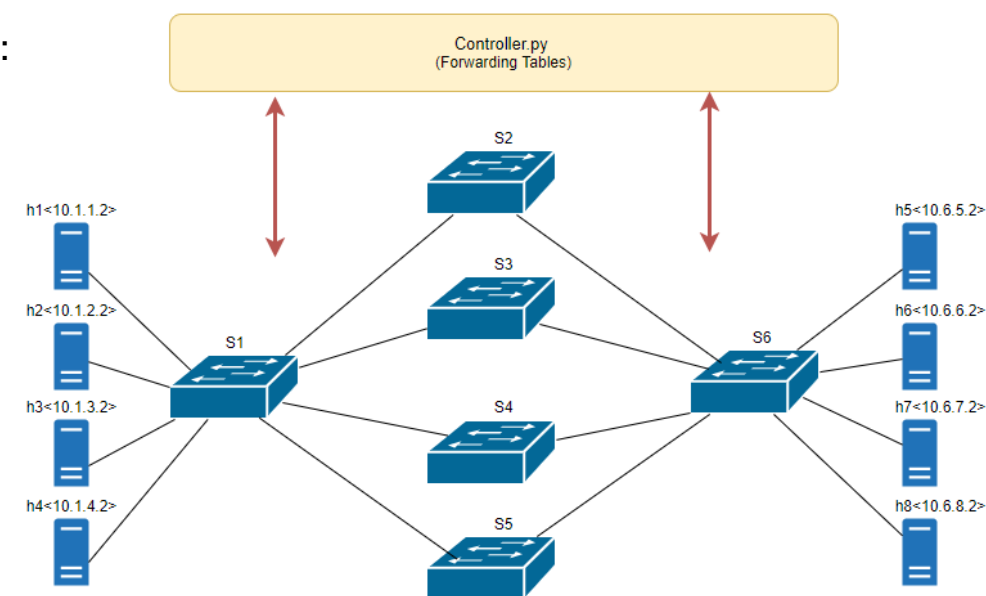 :
Controller.py
(Forwarding Tables)
S2
h1<10.1.1.2>
h5<10.6.5.2>
S3
h2<10.1.2.2>
h6<10.6.6.2>
S1
S6
h3<10.1.3.2>
S4
h7<10.6.7.2>
h4<10.1.4.2>
h8<10.6.8.2>
S5